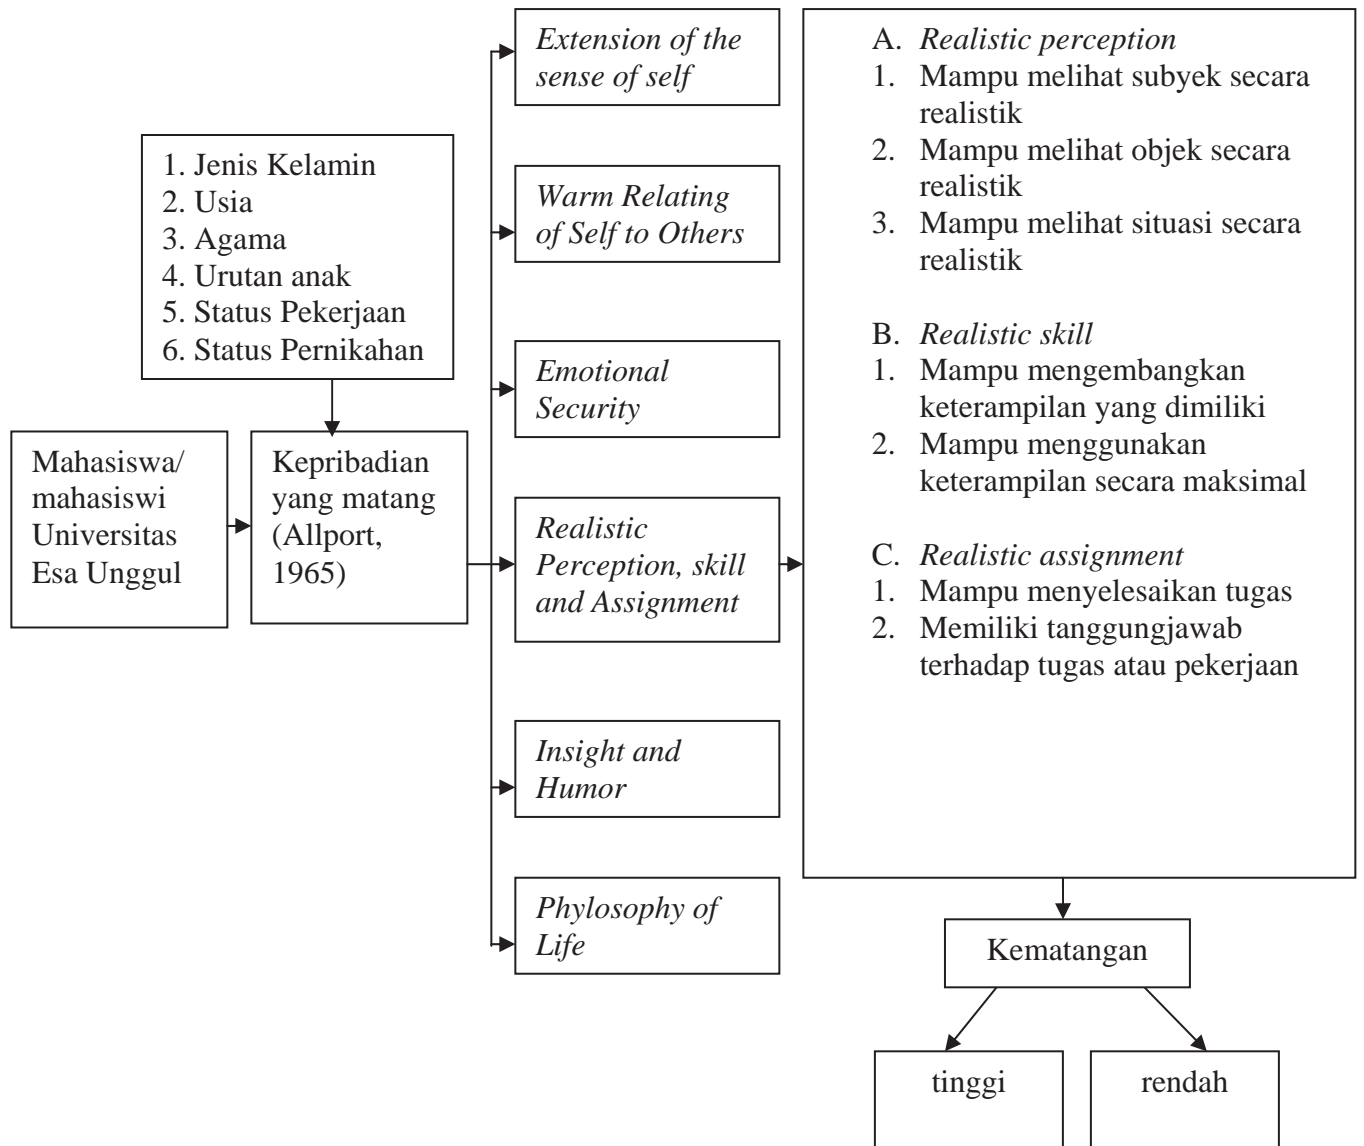 1. Jenis Kelamin
2. Usia
3. Agama
4. Urutan anak
5. Status Pekerjaan
6. Status Pernikahan
Mahasiswa/
mahasiswi
Universitas
Esa Unggul
Kepribadian
yang matang
(Allport,
1965)
Extension of the
sense of self
Warm Relating
of Self to Others
Emotional
Security
Realistic
Perception, skill
and Assignment
Insight and
Humor
Phylosophy of
Life
A. Realistic perception
1. Mampu melihat subyek secara
realistik
2. Mampu melihat objek secara
realistik
3. Mampu melihat situasi secara
realistik
B. Realistic skill
1. Mampu mengembangkan
keterampilan yang dimiliki
2. Mampu menggunakan
keterampilan secara maksimal
C. Realistic assignment
1. Mampu menyelesaikan tugas
2. Memiliki tanggungjawab
terhadap tugas atau pekerjaan
Kematangan
tinggi
rendah